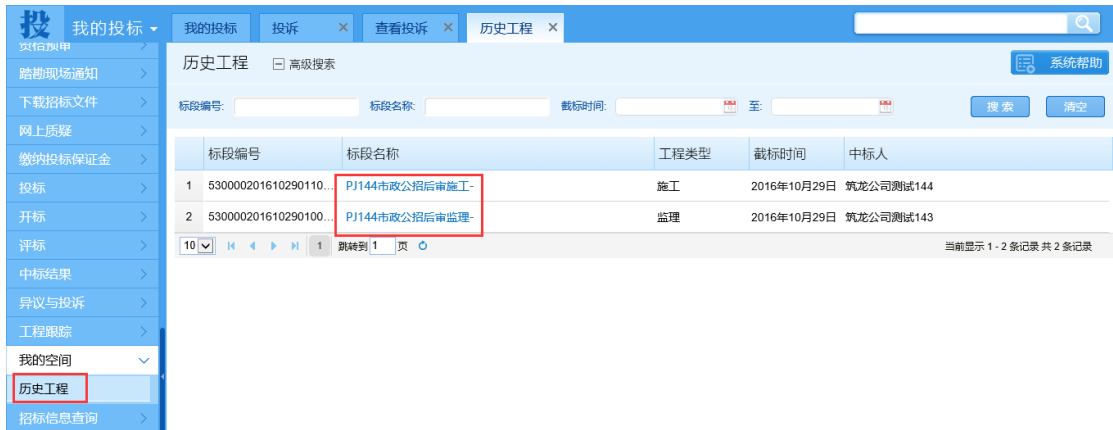 投 我的投标
我的投标 投诉 × 查看投诉 × 历史工程 ×
资格预审
踏勘现场通知
下载招标文件
网上质疑
缴纳投标保证金
投标
开标
评标
中标结果
异议与投诉
工程跟踪
我的空间
历史工程
招标信息查询
历史工程 高级搜索 系统帮助
标段编号: 标段名称: 截标时间: 至: 搜索 清空
标段编号 标段名称 工程类型 截标时间 中标人
1 530000201610290110... PJ144市政公招后审施工- 施工 2016年10月29日 筑龙公司测试144
2 530000201610290100... PJ144市政公招后审监理- 监理 2016年10月29日 筑龙公司测试143
10 1 跳转到 1 页 当前显示 1 - 2 条记录 共 2 条记录